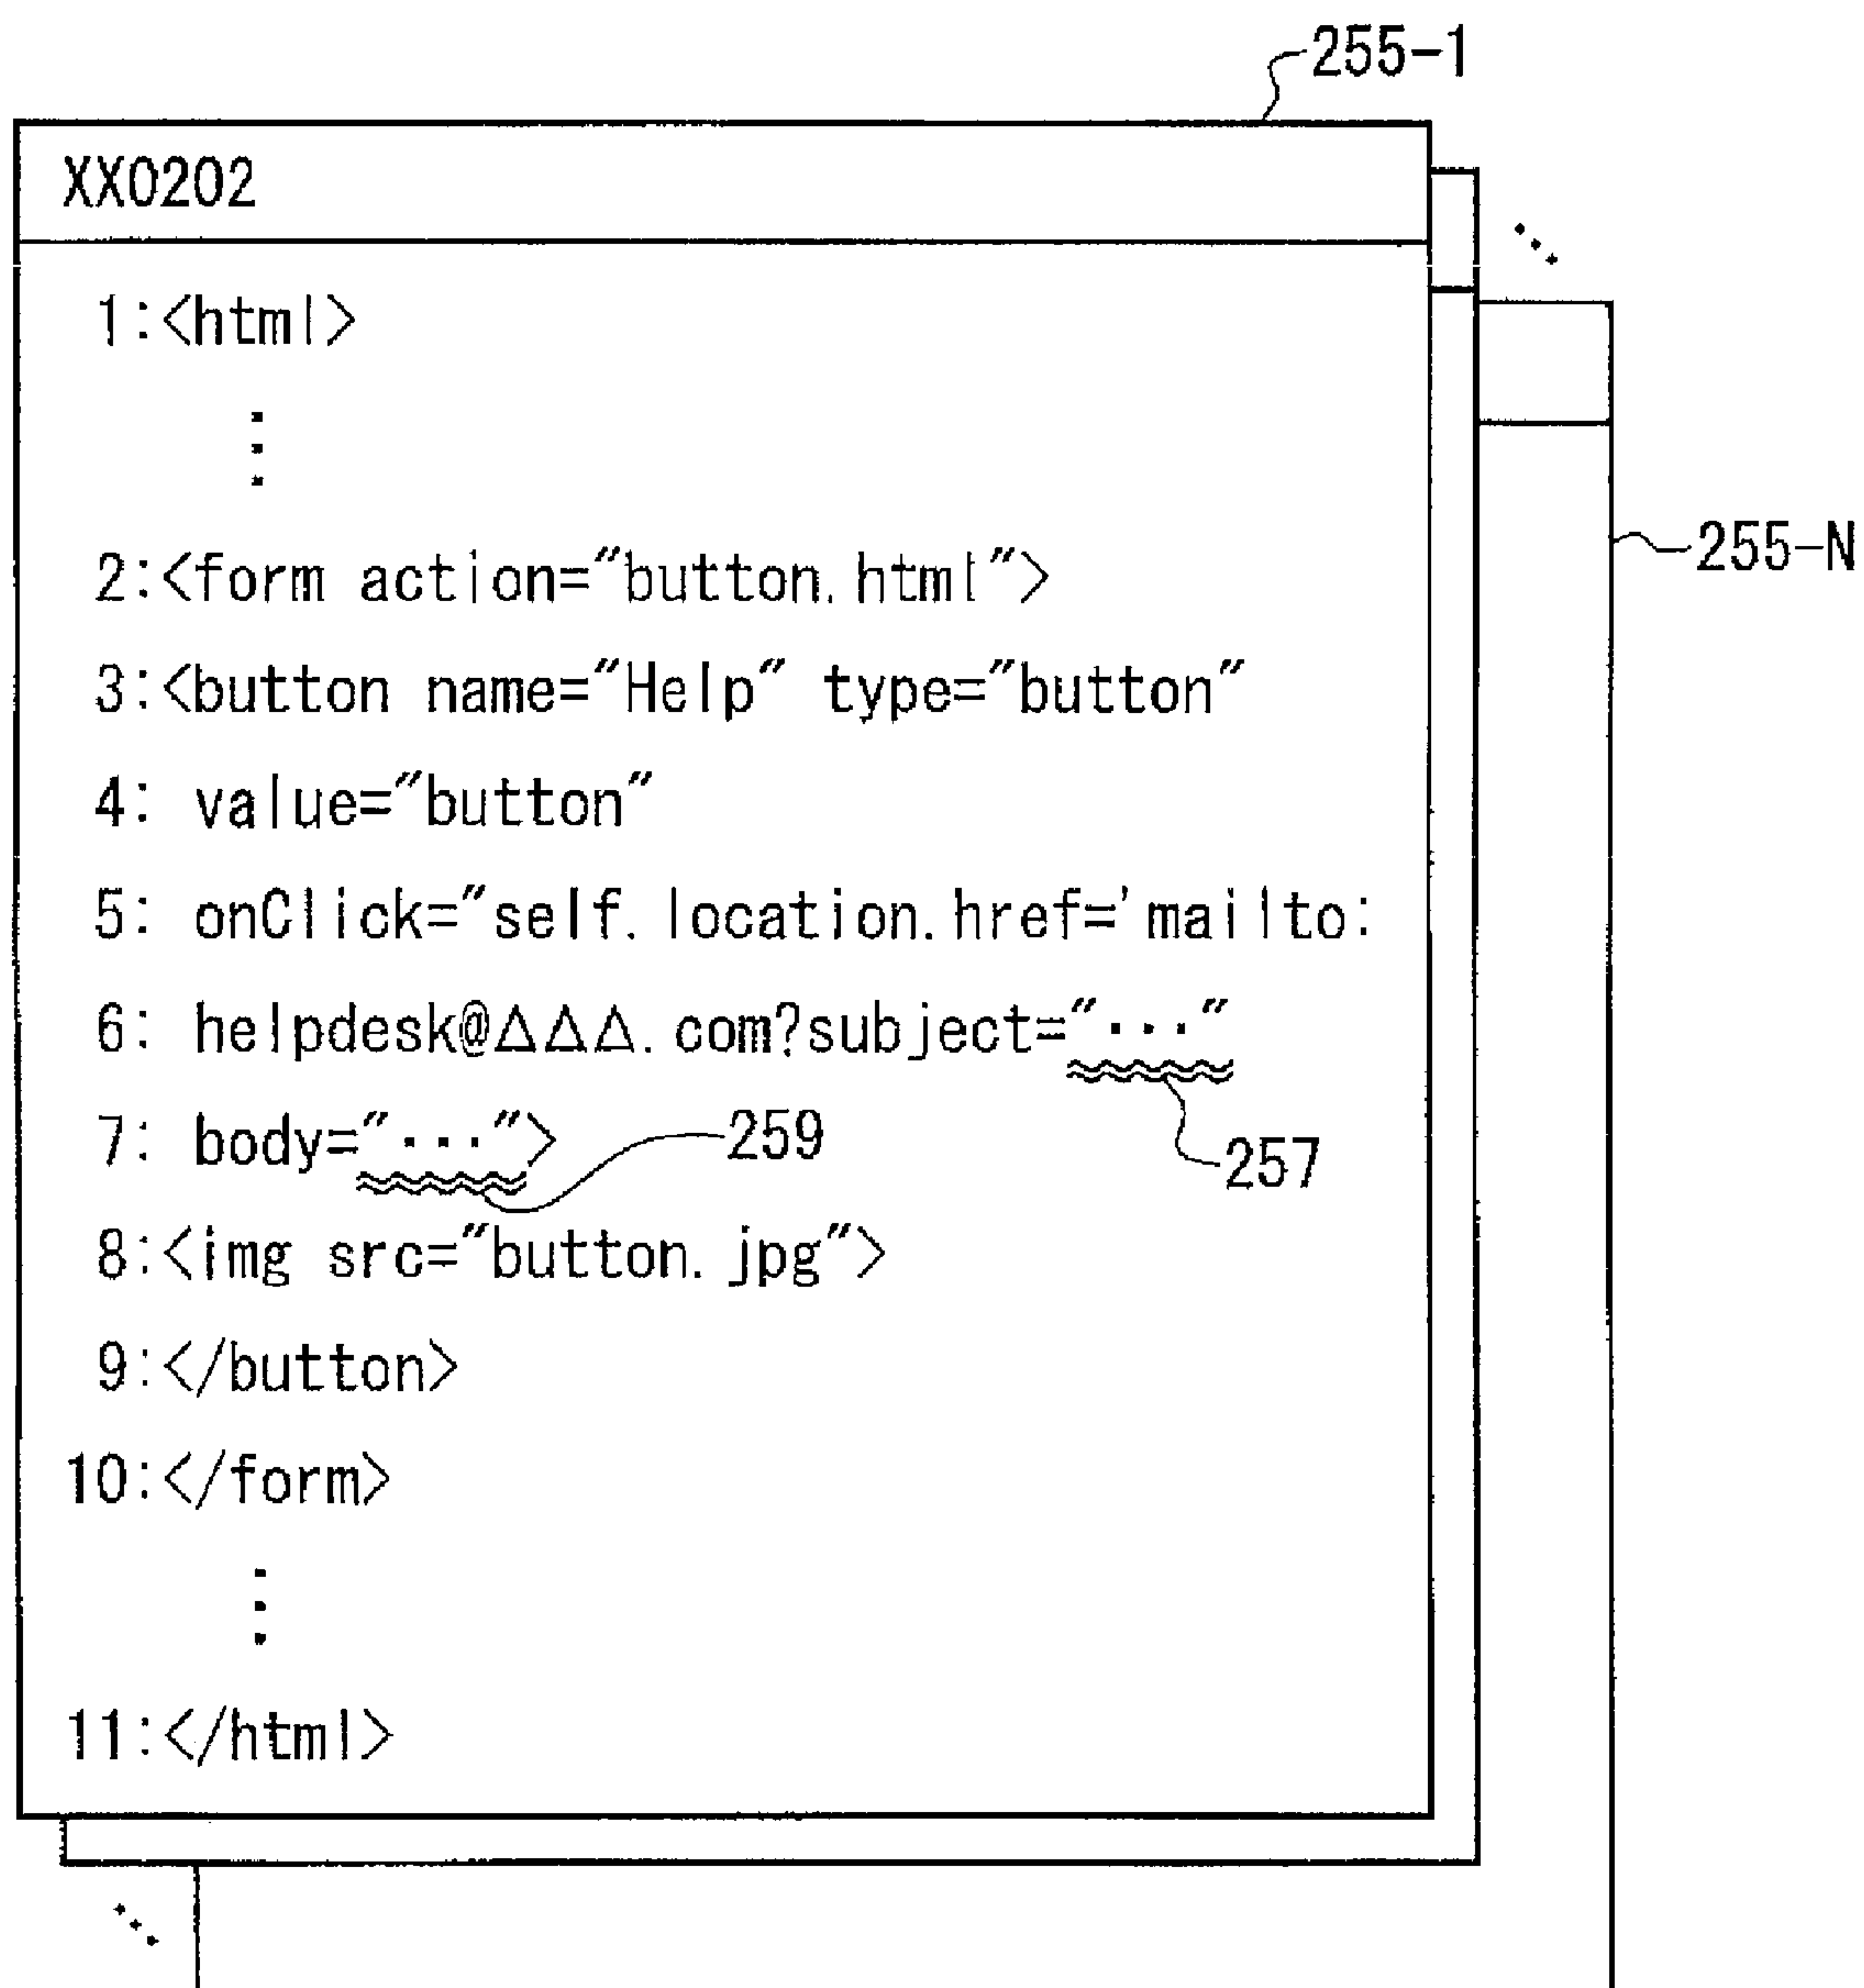 255-1
XX0202
1:<html>
⋮
2:<form action="button.html">
255-N
3:<button name="Help" type="button"
4: value="button"
5: onClick="self.location.href='mailto:
6: helpdesk@ΔΔΔ.com?subject="···"
7: body="···">
259
257
8:<img src="button.jpg">
9:</button>
10:</form>
⋮
11:</html>